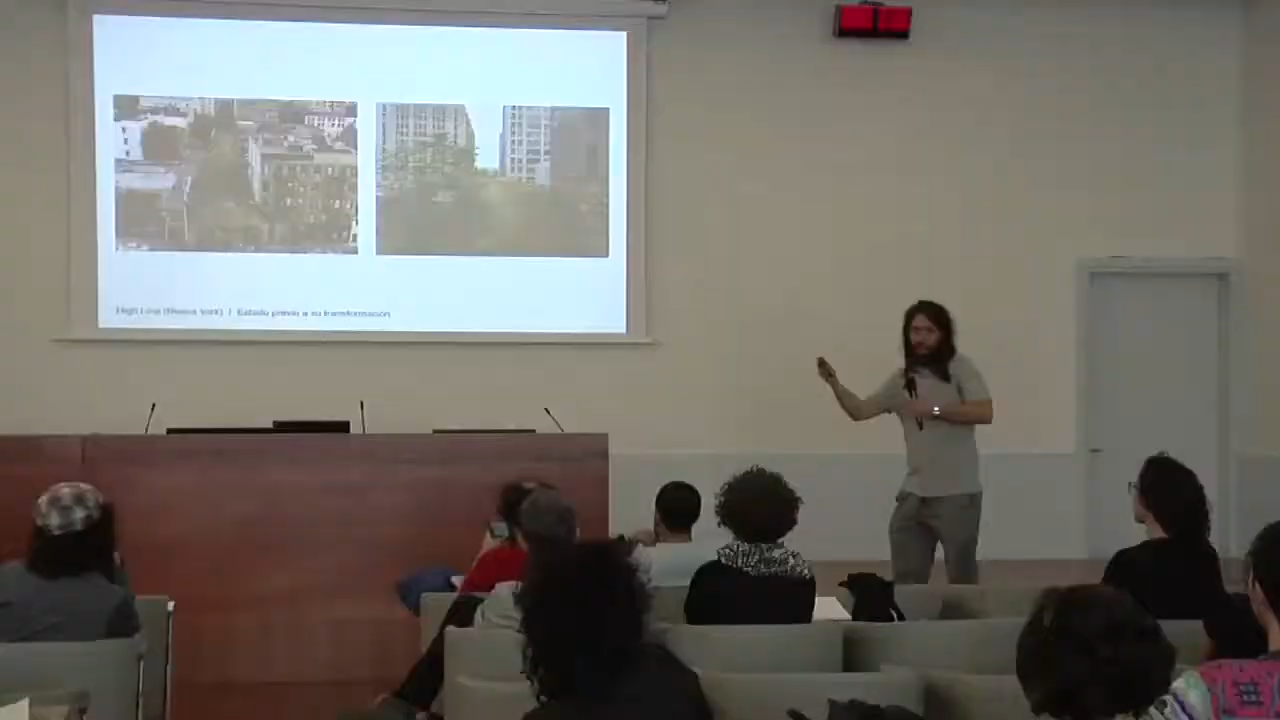 High Line (Nueva York) | Estado previo a su transformación